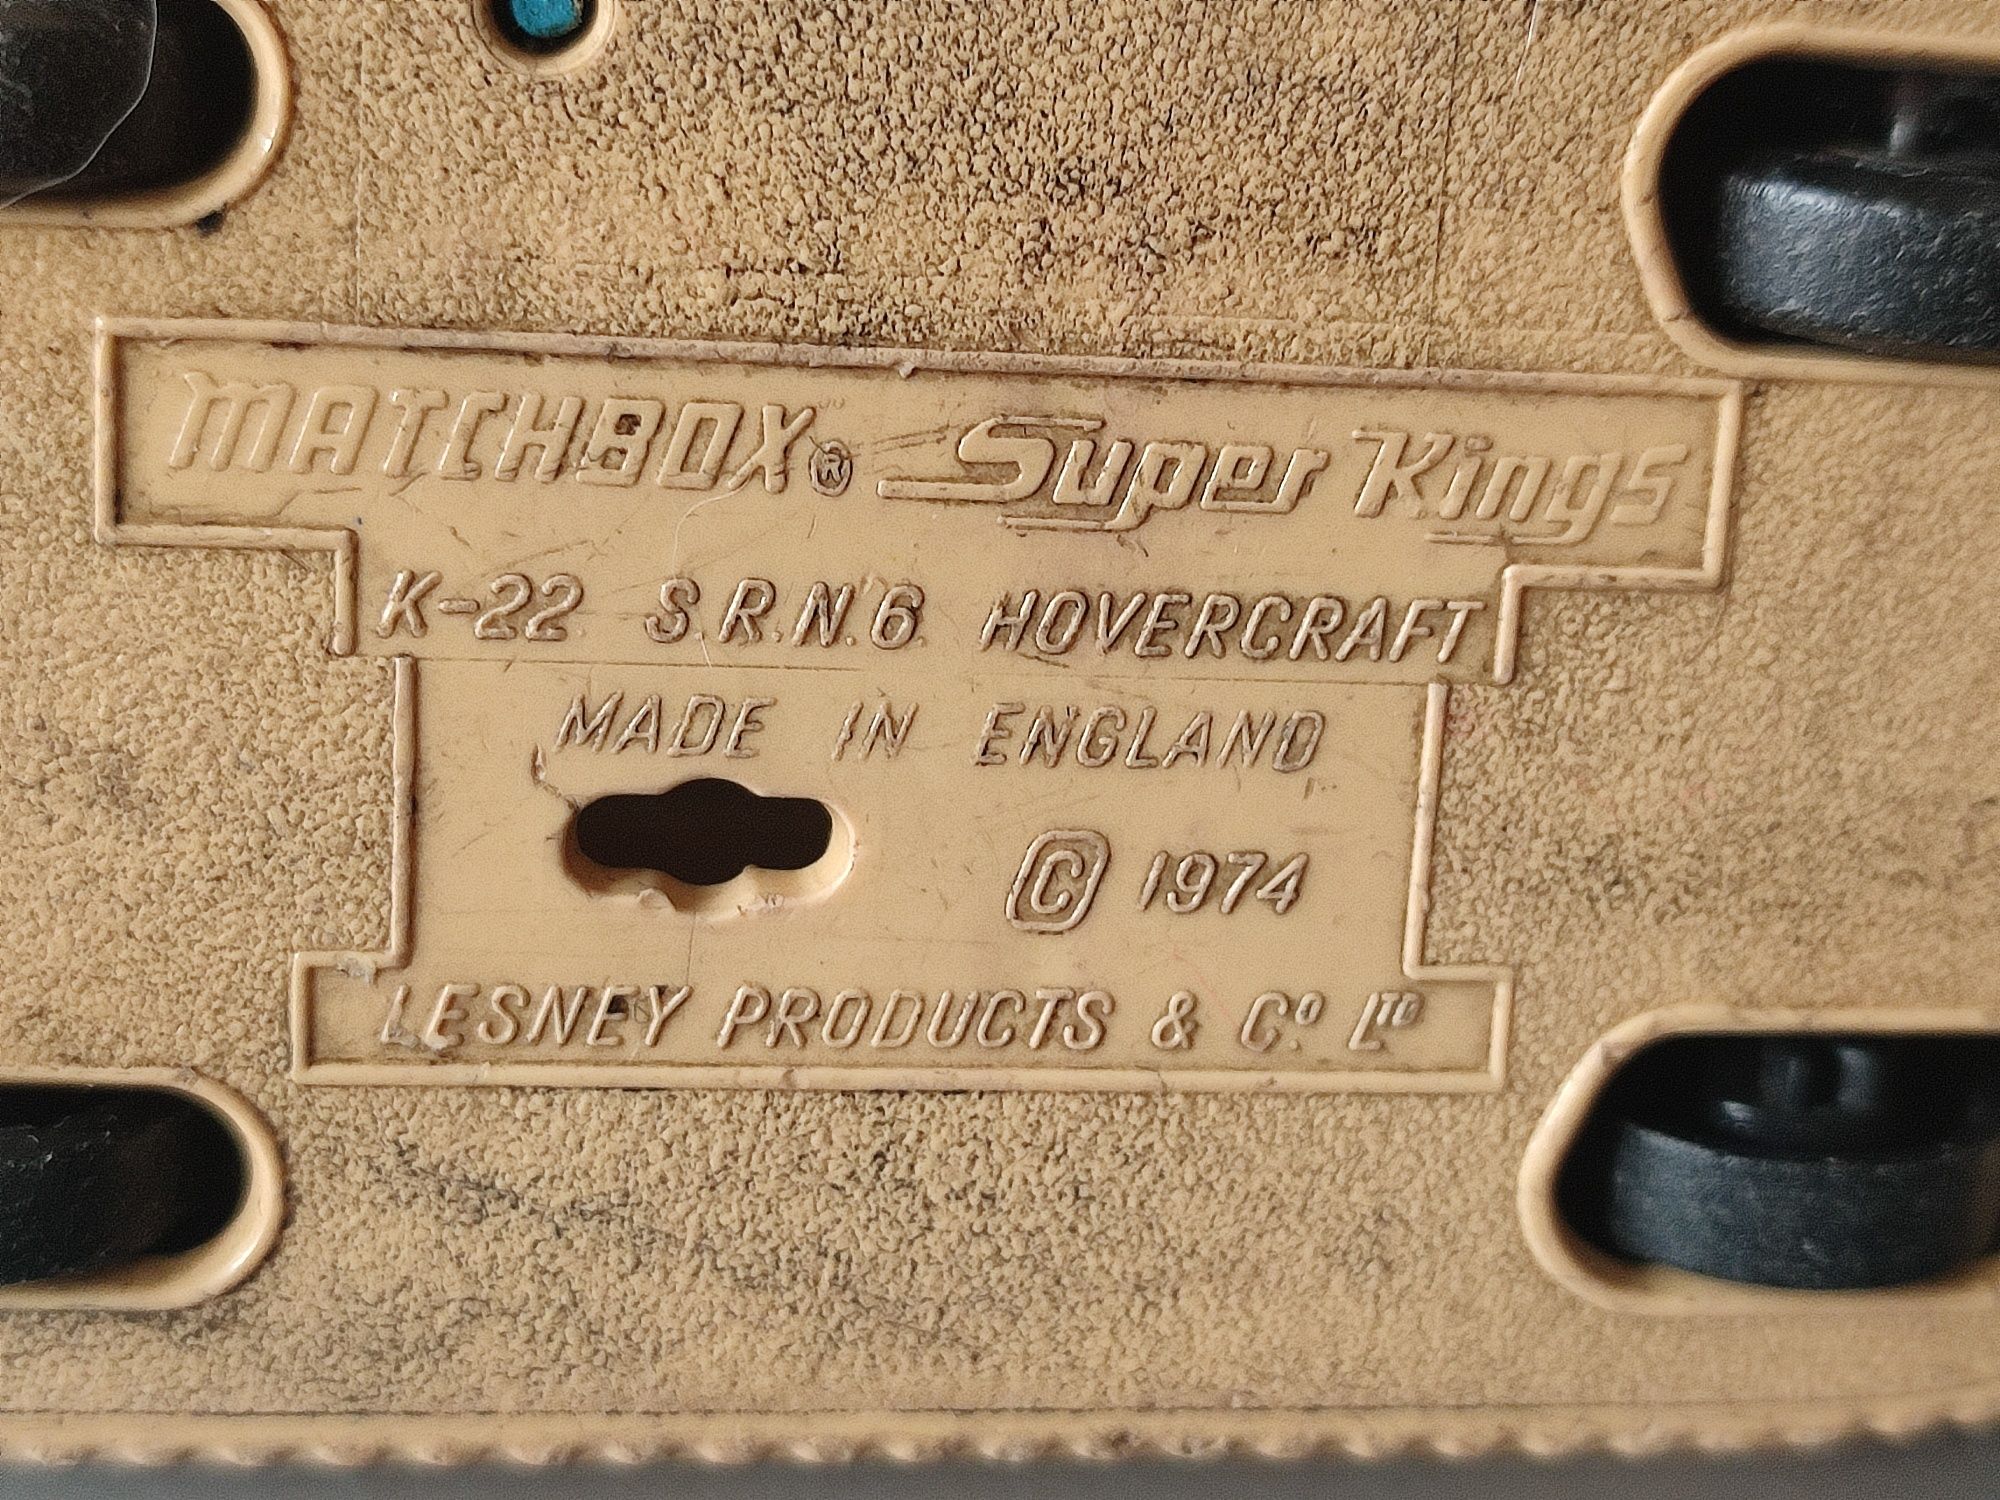 MATCHBOX® Super Kings
K-22 S.R.N.6. HOVERCRAFT
MADE IN ENGLAND
© 1974
LESNEY PRODUCTS & Cº. LTD